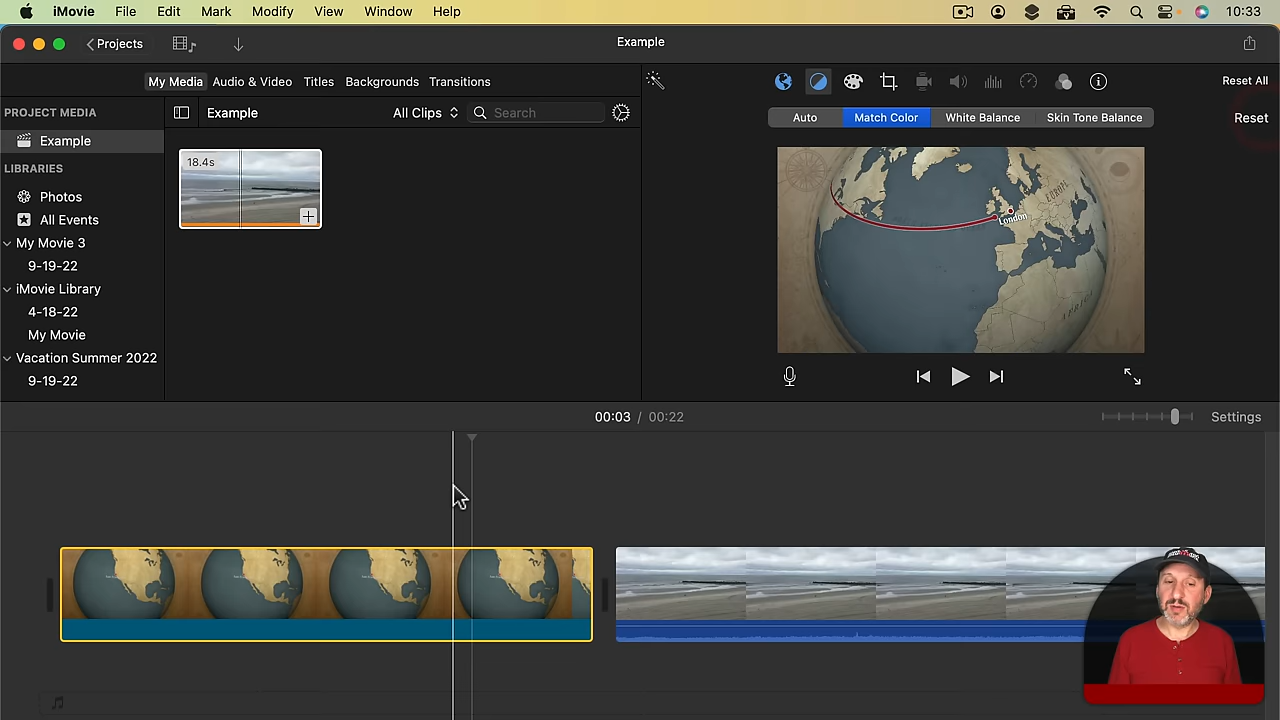 iMovie File Edit Mark Modify View Window Help 10:33
Projects Example
My Media Audio & Video Titles Backgrounds Transitions Reset All
PROJECT MEDIA Example All Clips Search
Auto Match Color White Balance Skin Tone Balance Reset
Example
LIBRARIES
Photos
All Events
My Movie 3
9-19-22
iMovie Library
4-18-22
My Movie
Vacation Summer 2022
9-19-22
18.4s
EUROPE
London
AFRICA
00:03 / 00:22 Settings